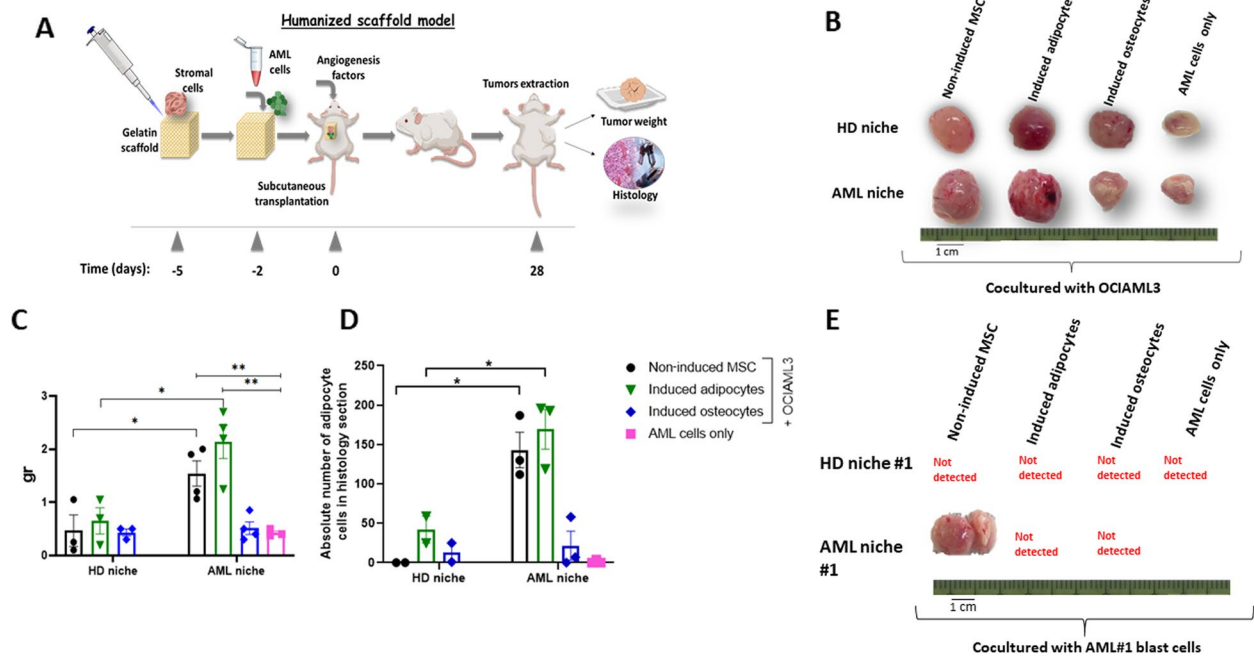 A
Humanized scaffold model
Stromal
cells
AML
cells
Angiogenesis
factors
Tumors extraction
Gelatin
scaffold
Subcutaneous
transplantation
Tumor weight
Histology
Time (days):
-5
-2
0
28
B
Non-induced MSC
Induced adipocytes
Induced osteocytes
AML cells only
HD niche
AML niche
1 cm
Cocultured with OCIAML3
C
gr
3
2
1
0
*
*
**
**
HD niche
AML niche
D
Absolute number of adipocyte
cells in histology section
250
200
150
100
50
0
*
*
HD niche
AML niche
Non-induced MSC
Induced adipocytes
Induced osteocytes
AML cells only
+ OCIAML3
E
Non-induced MSC
Induced adipocytes
Induced osteocytes
AML cells only
HD niche #1
Not
detected
Not
detected
Not
detected
Not
detected
AML niche
#1
Not
detected
Not
detected
1 cm
Cocultured with AML#1 blast cells